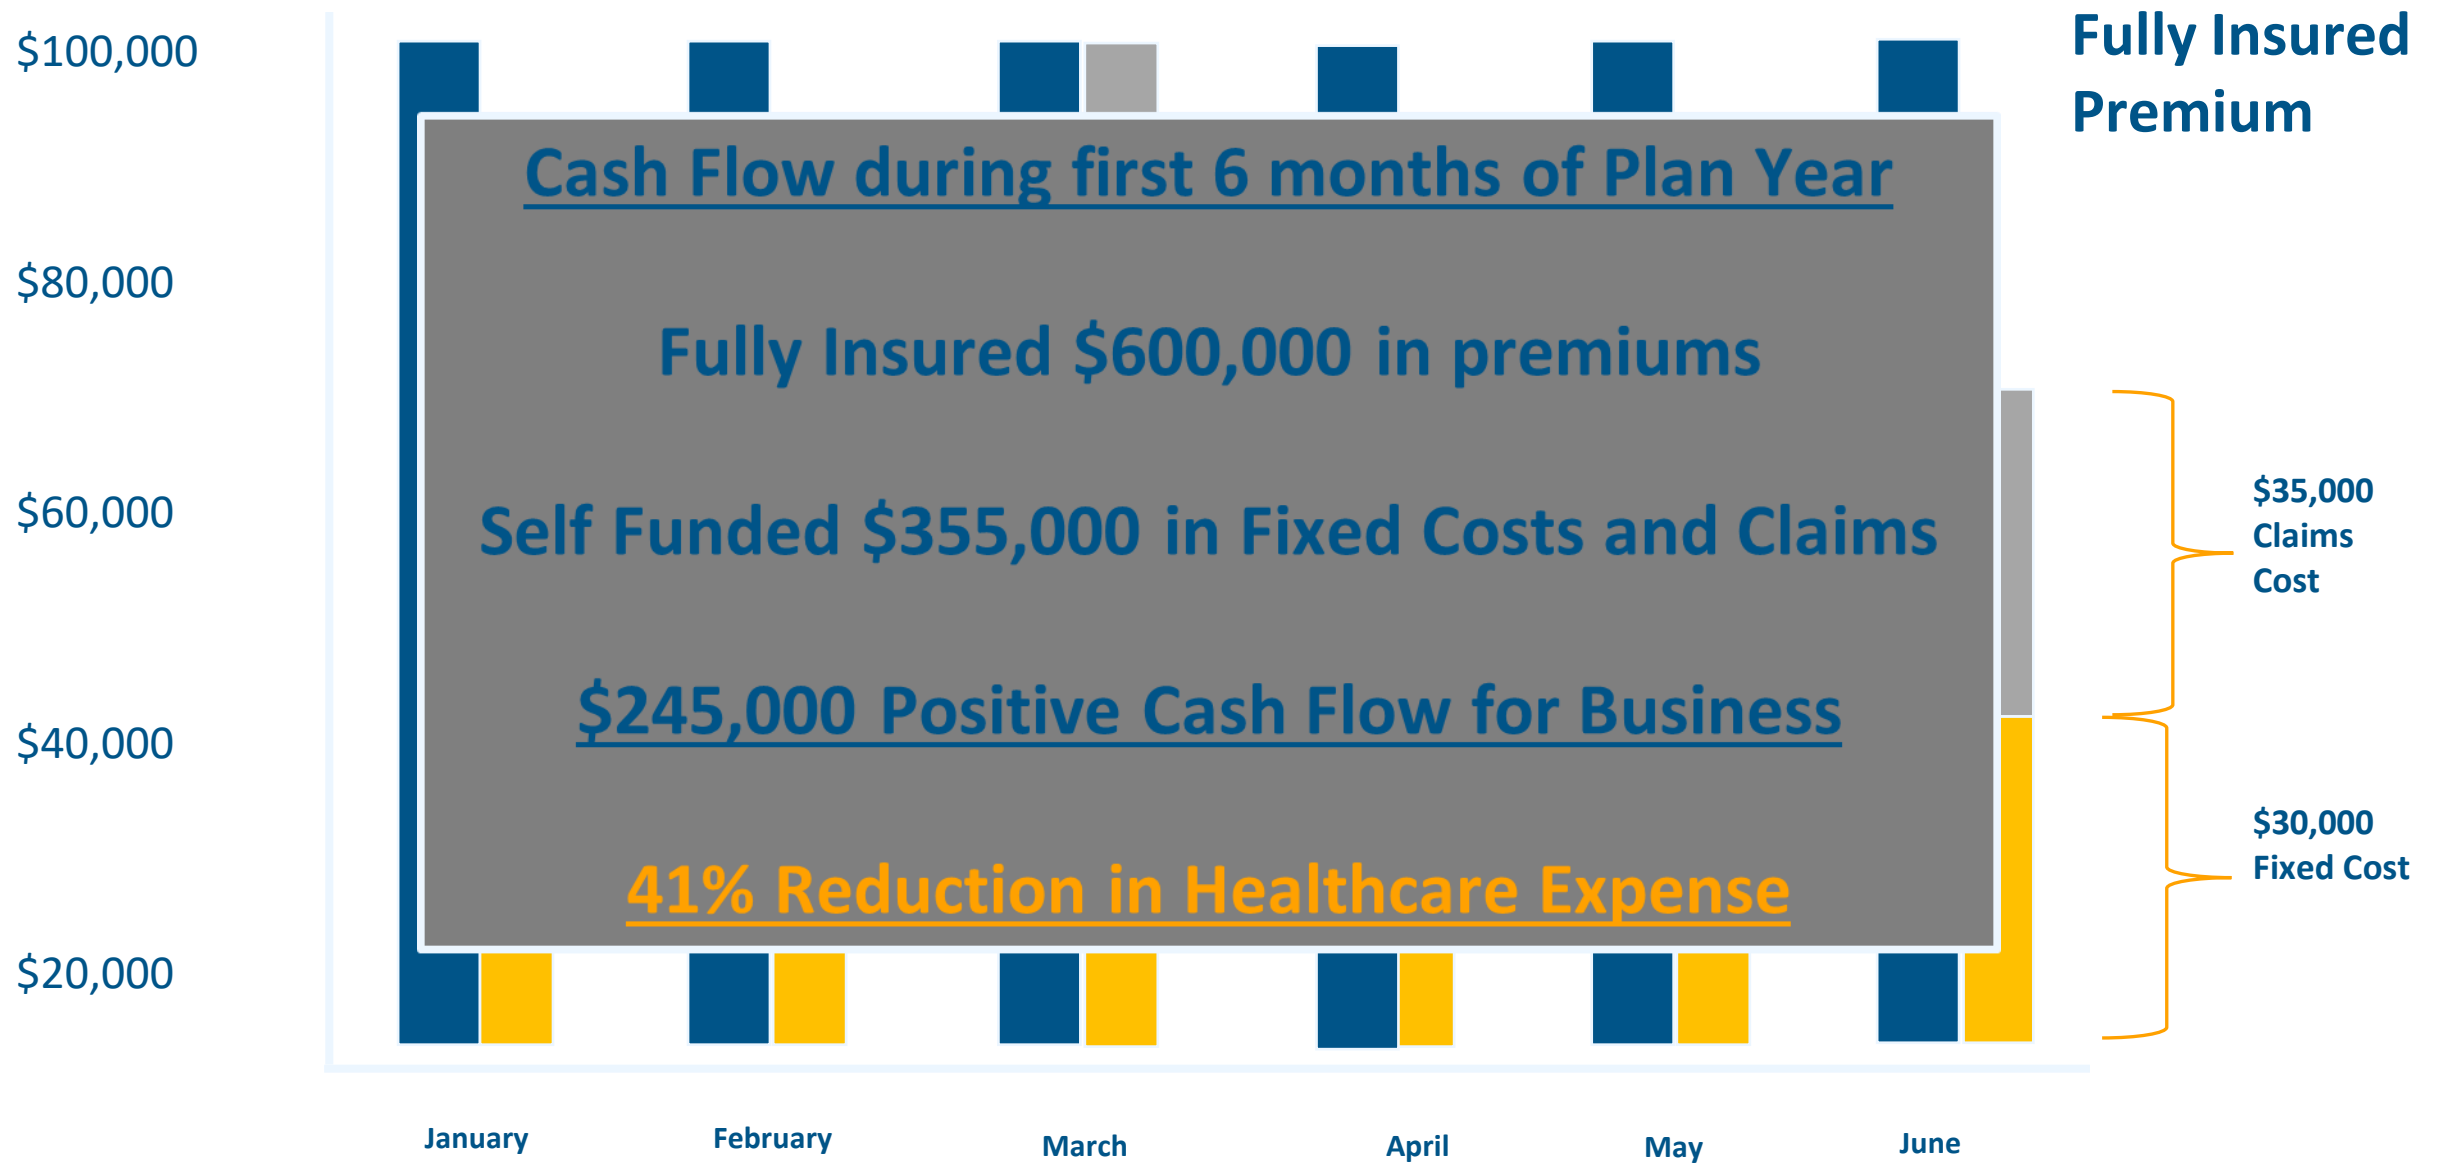 Fully Insured
Premium
$100,000
$80,000
$60,000
$40,000
$20,000
Cash Flow during first 6 months of Plan Year
Fully Insured $600,000 in premiums
Self Funded $355,000 in Fixed Costs and Claims
$245,000 Positive Cash Flow for Business
41% Reduction in Healthcare Expense
$35,000
Claims
Cost
$30,000
Fixed Cost
January
February
March
April
May
June